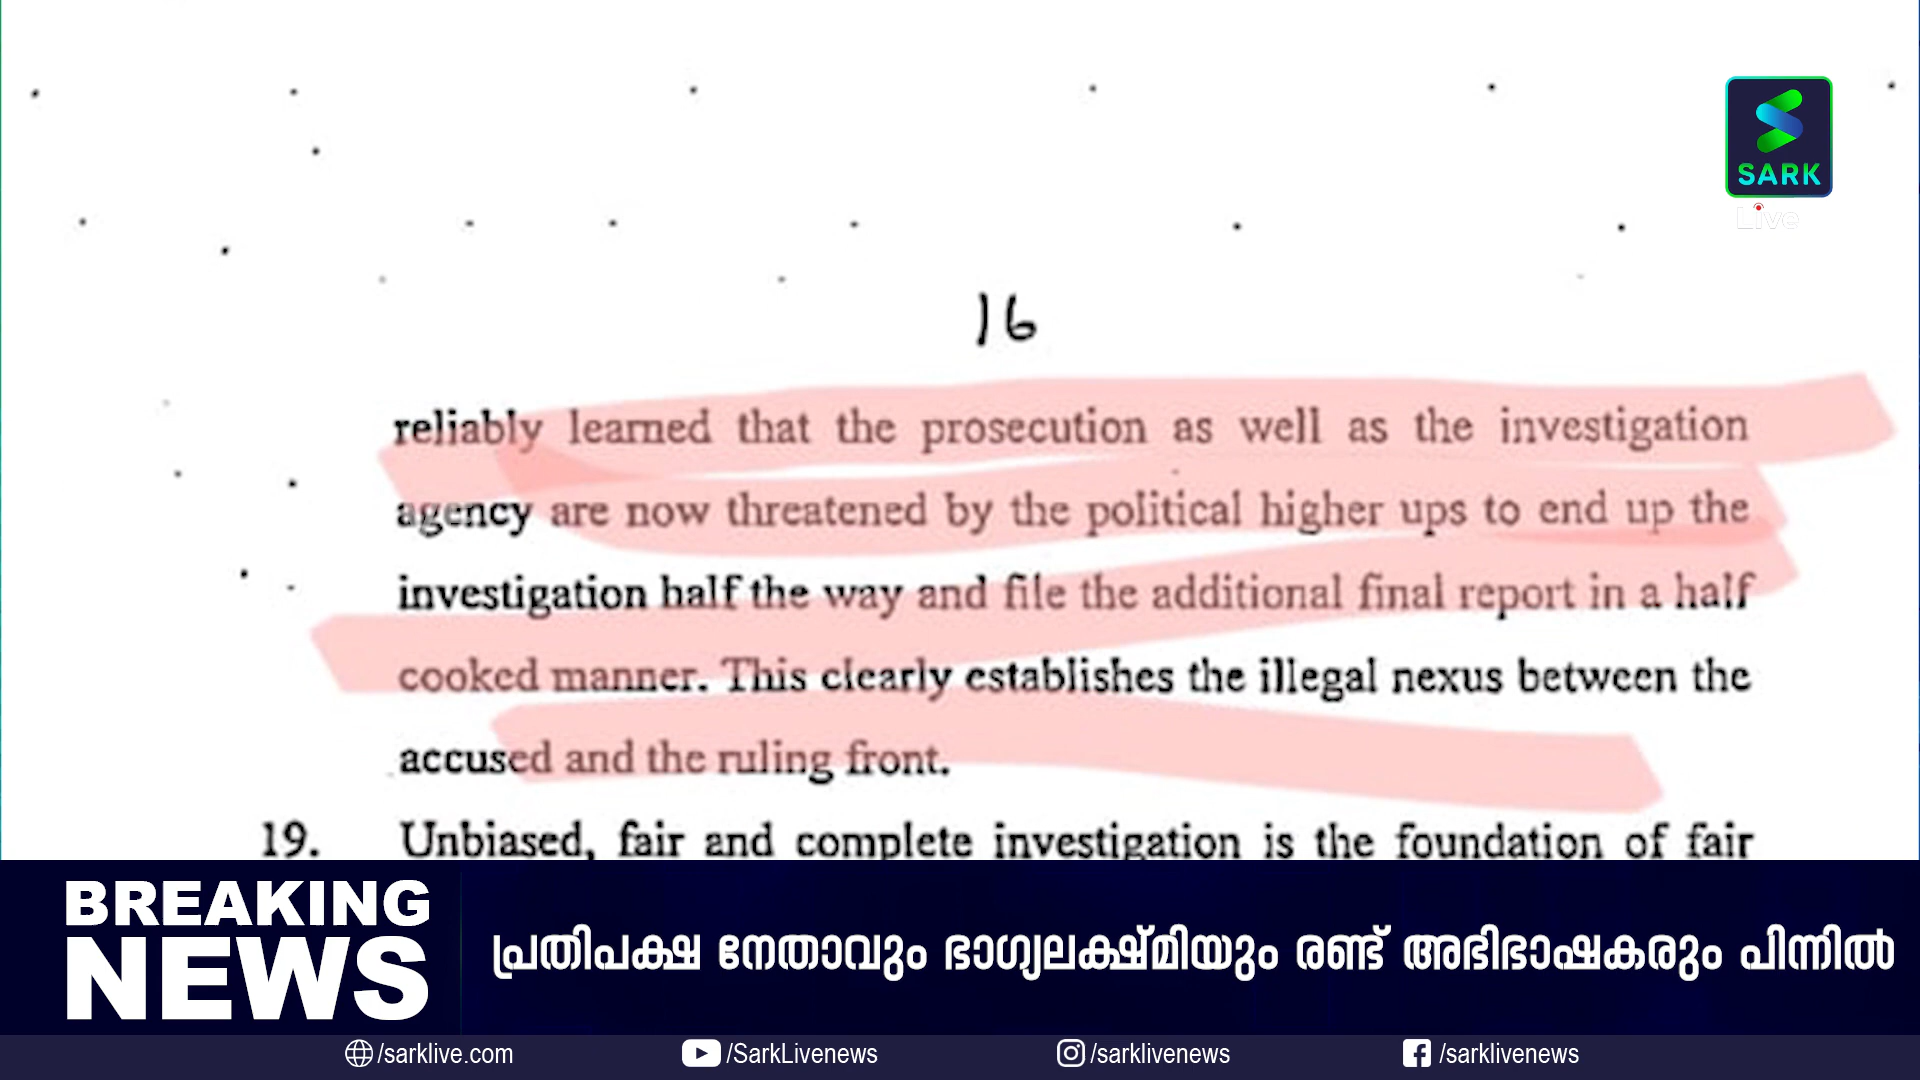 SARK
Live
16
reliably learned that the prosecution as well as the investigation
agency are now threatened by the political higher ups to end up the
investigation half the way and file the additional final report in a half
cooked manner. This clearly establishes the illegal nexus between the
accused and the ruling front.
19. Unbiased, fair and complete investigation is the foundation of fair
BREAKING
NEWS
പ്രതിപക്ഷ നേതാവും ഭാഗ്യലക്ഷ്മിയും രണ്ട് അഭിഭാഷകരും പിന്നിൽ
/sarklive.com /SarkLivenews /sarklivenews /sarklivenews